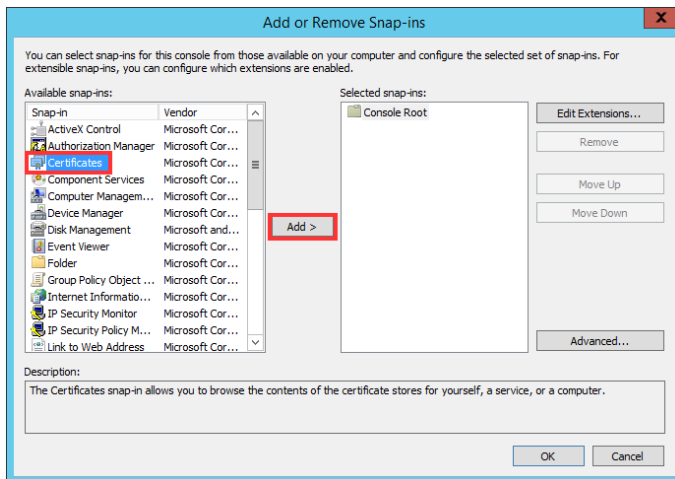 Add or Remove Snap-ins
X
You can select snap-ins for this console from those available on your computer and configure the selected set of snap-ins. For
extensible snap-ins, you can configure which extensions are enabled.
Available snap-ins:
Selected snap-ins:
Snap-in Vendor
ActiveX Control Microsoft Cor...
Authorization Manager Microsoft Cor...
Certificates Microsoft Cor...
Component Services Microsoft Cor...
Computer Managem... Microsoft Cor...
Device Manager Microsoft Cor...
Disk Management Microsoft and...
Event Viewer Microsoft Cor...
Folder Microsoft Cor...
Group Policy Object ... Microsoft Cor...
Internet Informatio... Microsoft Cor...
IP Security Monitor Microsoft Cor...
IP Security Policy M... Microsoft Cor...
Link to Web Address Microsoft Cor...
Add >
Console Root
Edit Extensions...
Remove
Move Up
Move Down
Advanced...
Description:
The Certificates snap-in allows you to browse the contents of the certificate stores for yourself, a service, or a computer.
OK Cancel